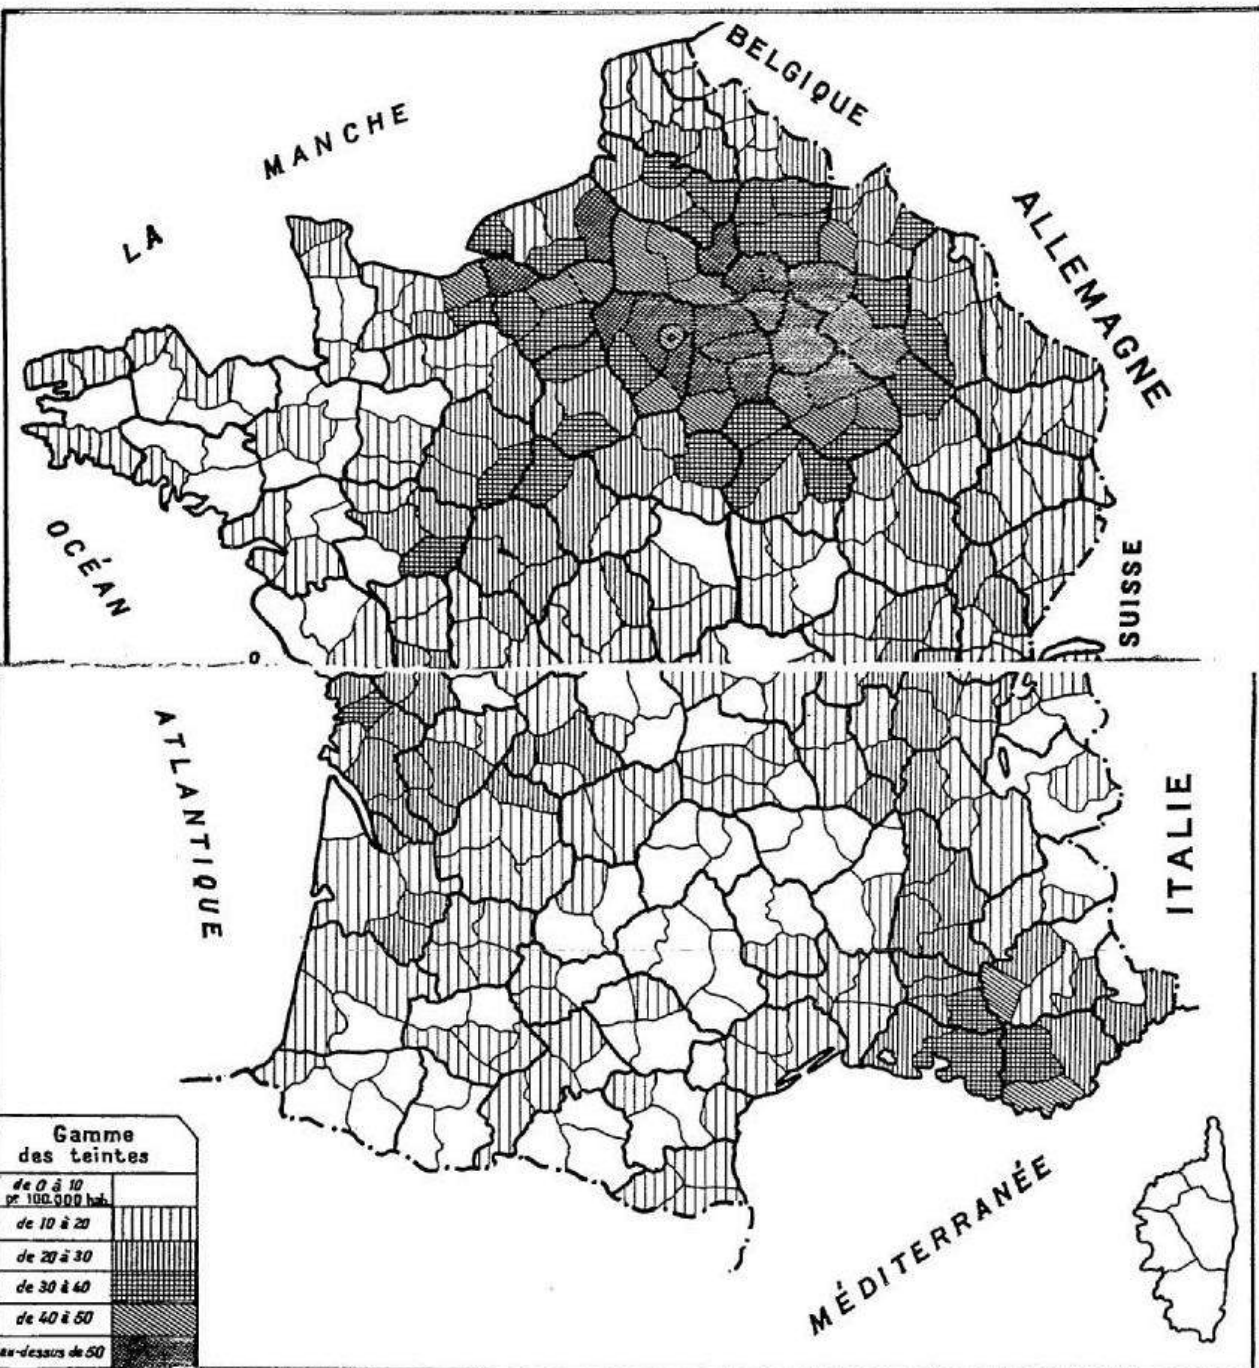 BELGIQUE
LA MANCHE
ALLEMAGNE
OCÉAN
SUISSE
ATLANTIQUE
ITALIE
MÉDITERRANÉE
Gamme
des teintes
de 0 à 10
pr 100.000 hab.
de 10 à 20
de 20 à 30
de 30 à 40
de 40 à 50
au-dessus de 50